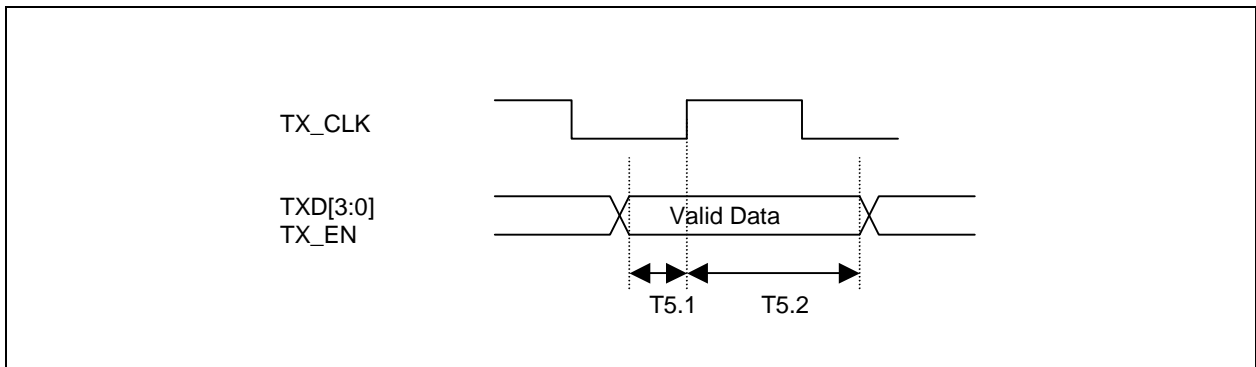 TX_CLK
TXD[3:0]
TX_EN
Valid Data
T5.1
T5.2